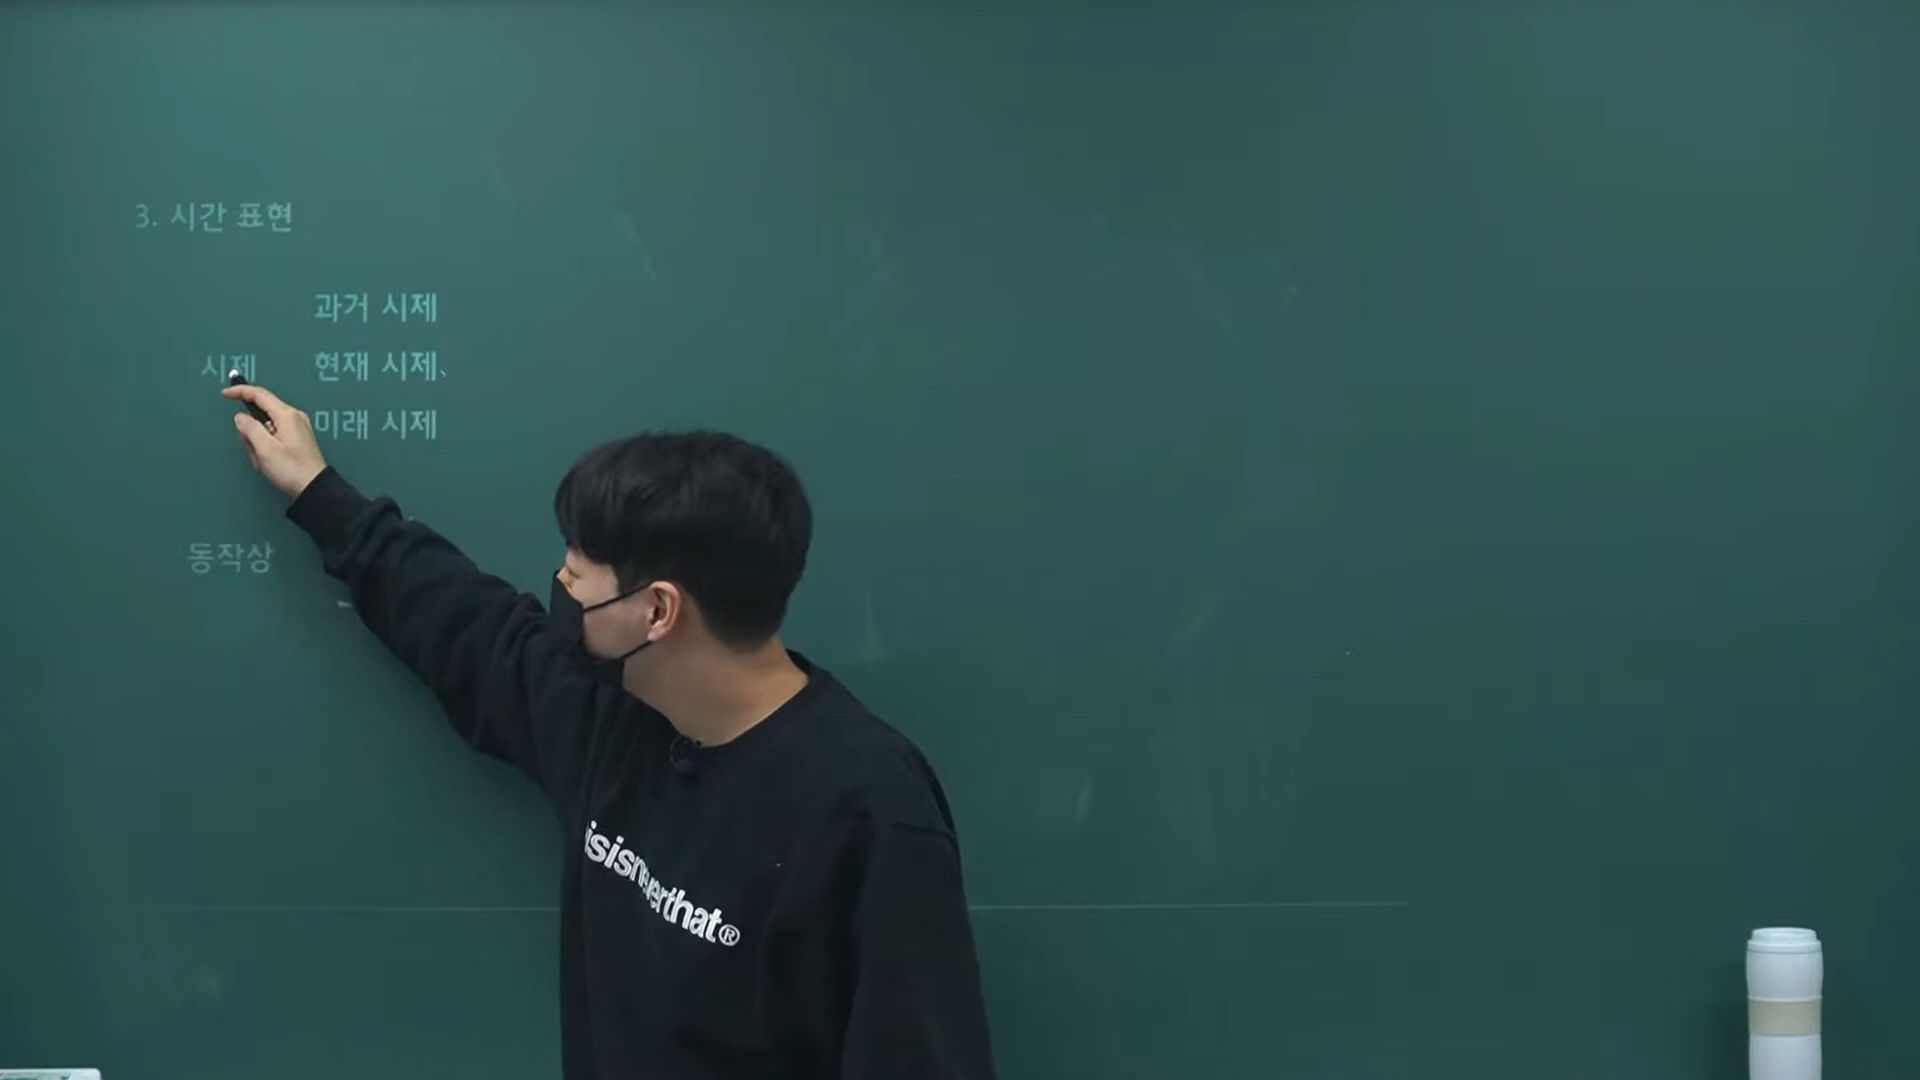 3. 시간 표현
과거 시제
시제 현재 시제
미래 시제
동작상
isisneverthat®